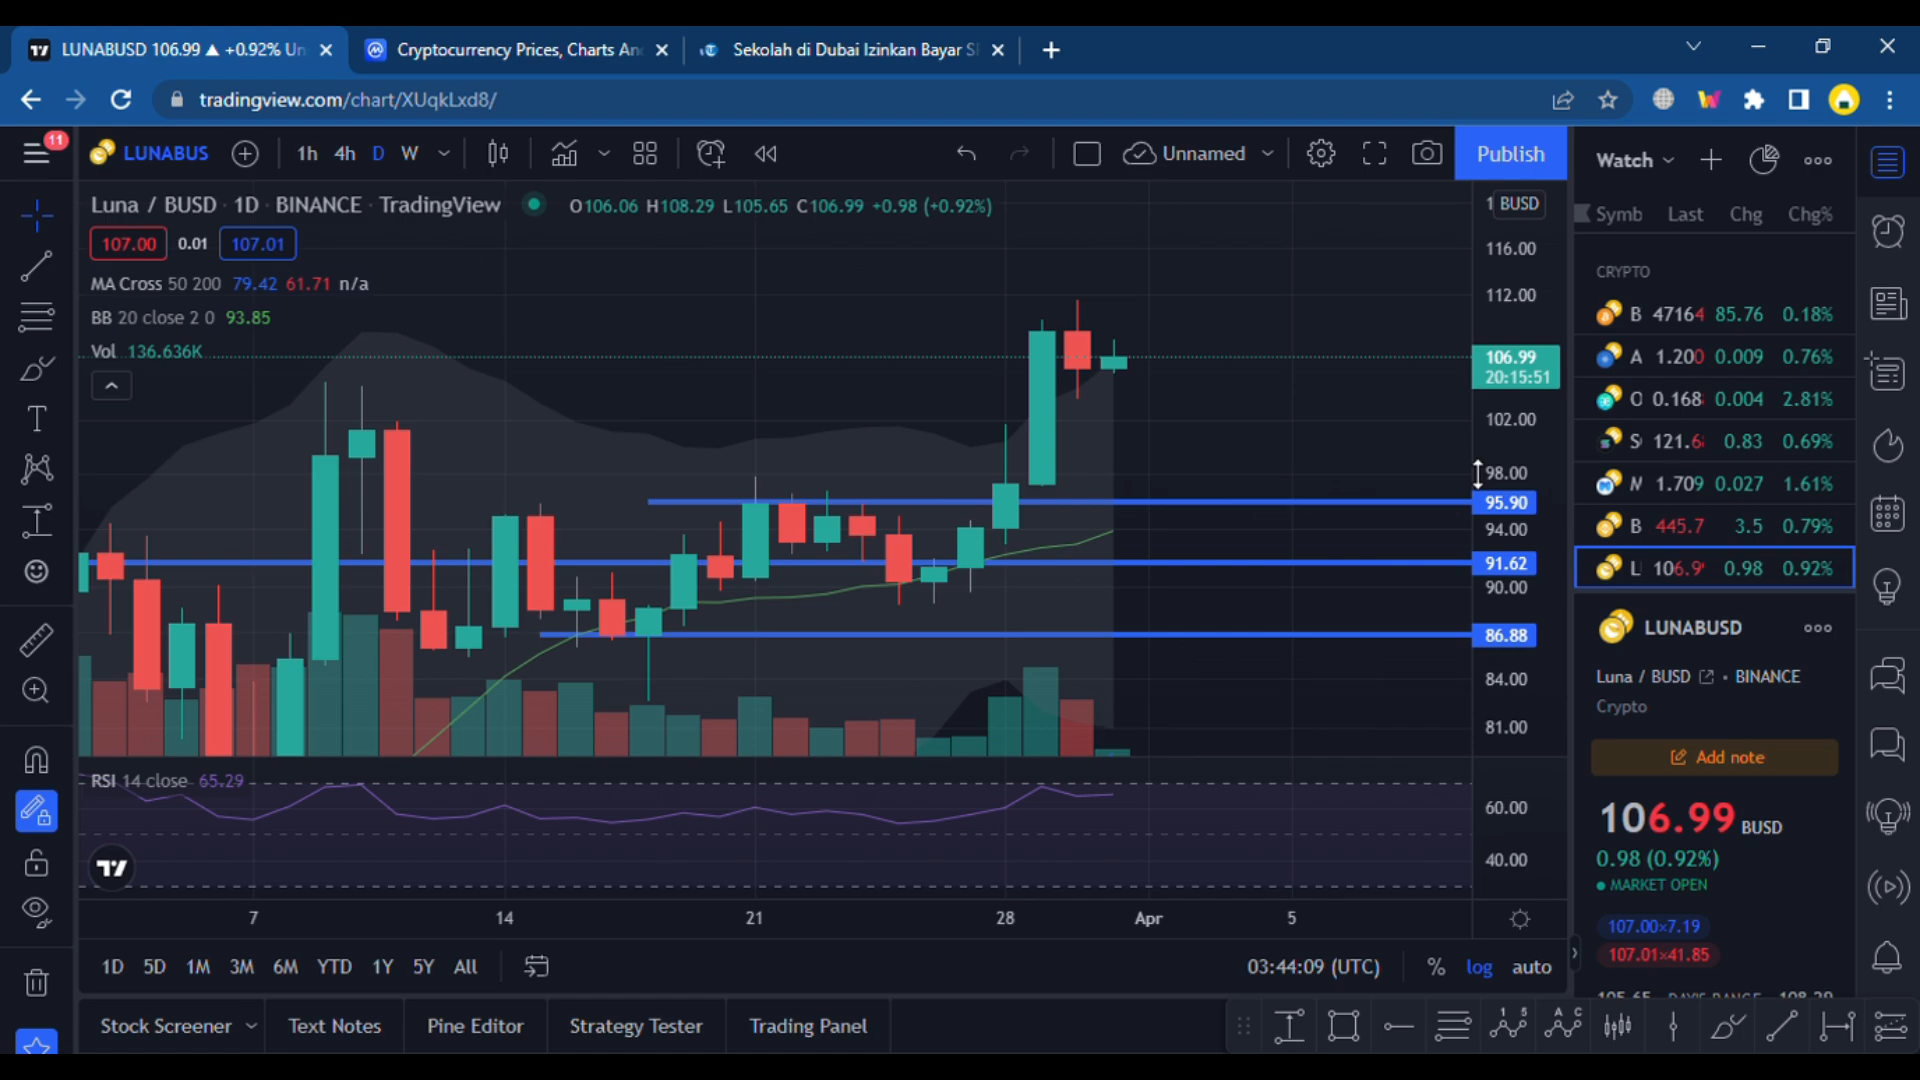 LUNABUSD 106.99 ▲ +0.92% Un
Cryptocurrency Prices, Charts An
Sekolah di Dubai Izinkan Bayar S
tradingview.com/chart/XUqkLxd8/
11
LUNABUS
1h 4h D W
Unnamed
Publish
Watch
Luna / BUSD · 1D · BINANCE · TradingView
O106.06 H108.29 L105.65 C106.99 +0.98 (+0.92%)
BUSD
Symb Last Chg Chg%
107.00 0.01 107.01
MA Cross 50 200 79.42 61.71 n/a
BB 20 close 2 0 93.85
Vol 136.636K
116.00
112.00
106.99
20:15:51
102.00
98.00
95.90
94.00
91.62
90.00
86.88
84.00
81.00
CRYPTO
B 47164 85.76 0.18%
A 1.200 0.009 0.76%
O 0.168 0.004 2.81%
S 121.6 0.83 0.69%
M 1.709 0.027 1.61%
B 445.7 3.5 0.79%
L 106.9 0.98 0.92%
LUNABUSD
Luna / BUSD · BINANCE
Crypto
Add note
RSI 14 close 65.29
60.00
40.00
106.99 BUSD
0.98 (0.92%)
MARKET OPEN
107.00×7.19
107.01×41.85
105.65 DAY'S RANGE 108.29
7 14 21 28 Apr 5
1D 5D 1M 3M 6M YTD 1Y 5Y All
03:44:09 (UTC) % log auto
Stock Screener Text Notes Pine Editor Strategy Tester Trading Panel